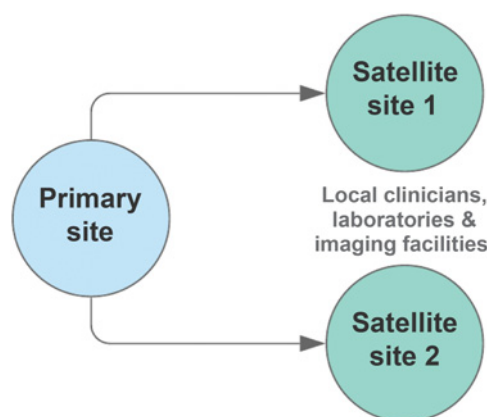 Satellite
site 1
Primary
site
Local clinicians,
laboratories &
imaging facilities
Satellite
site 2